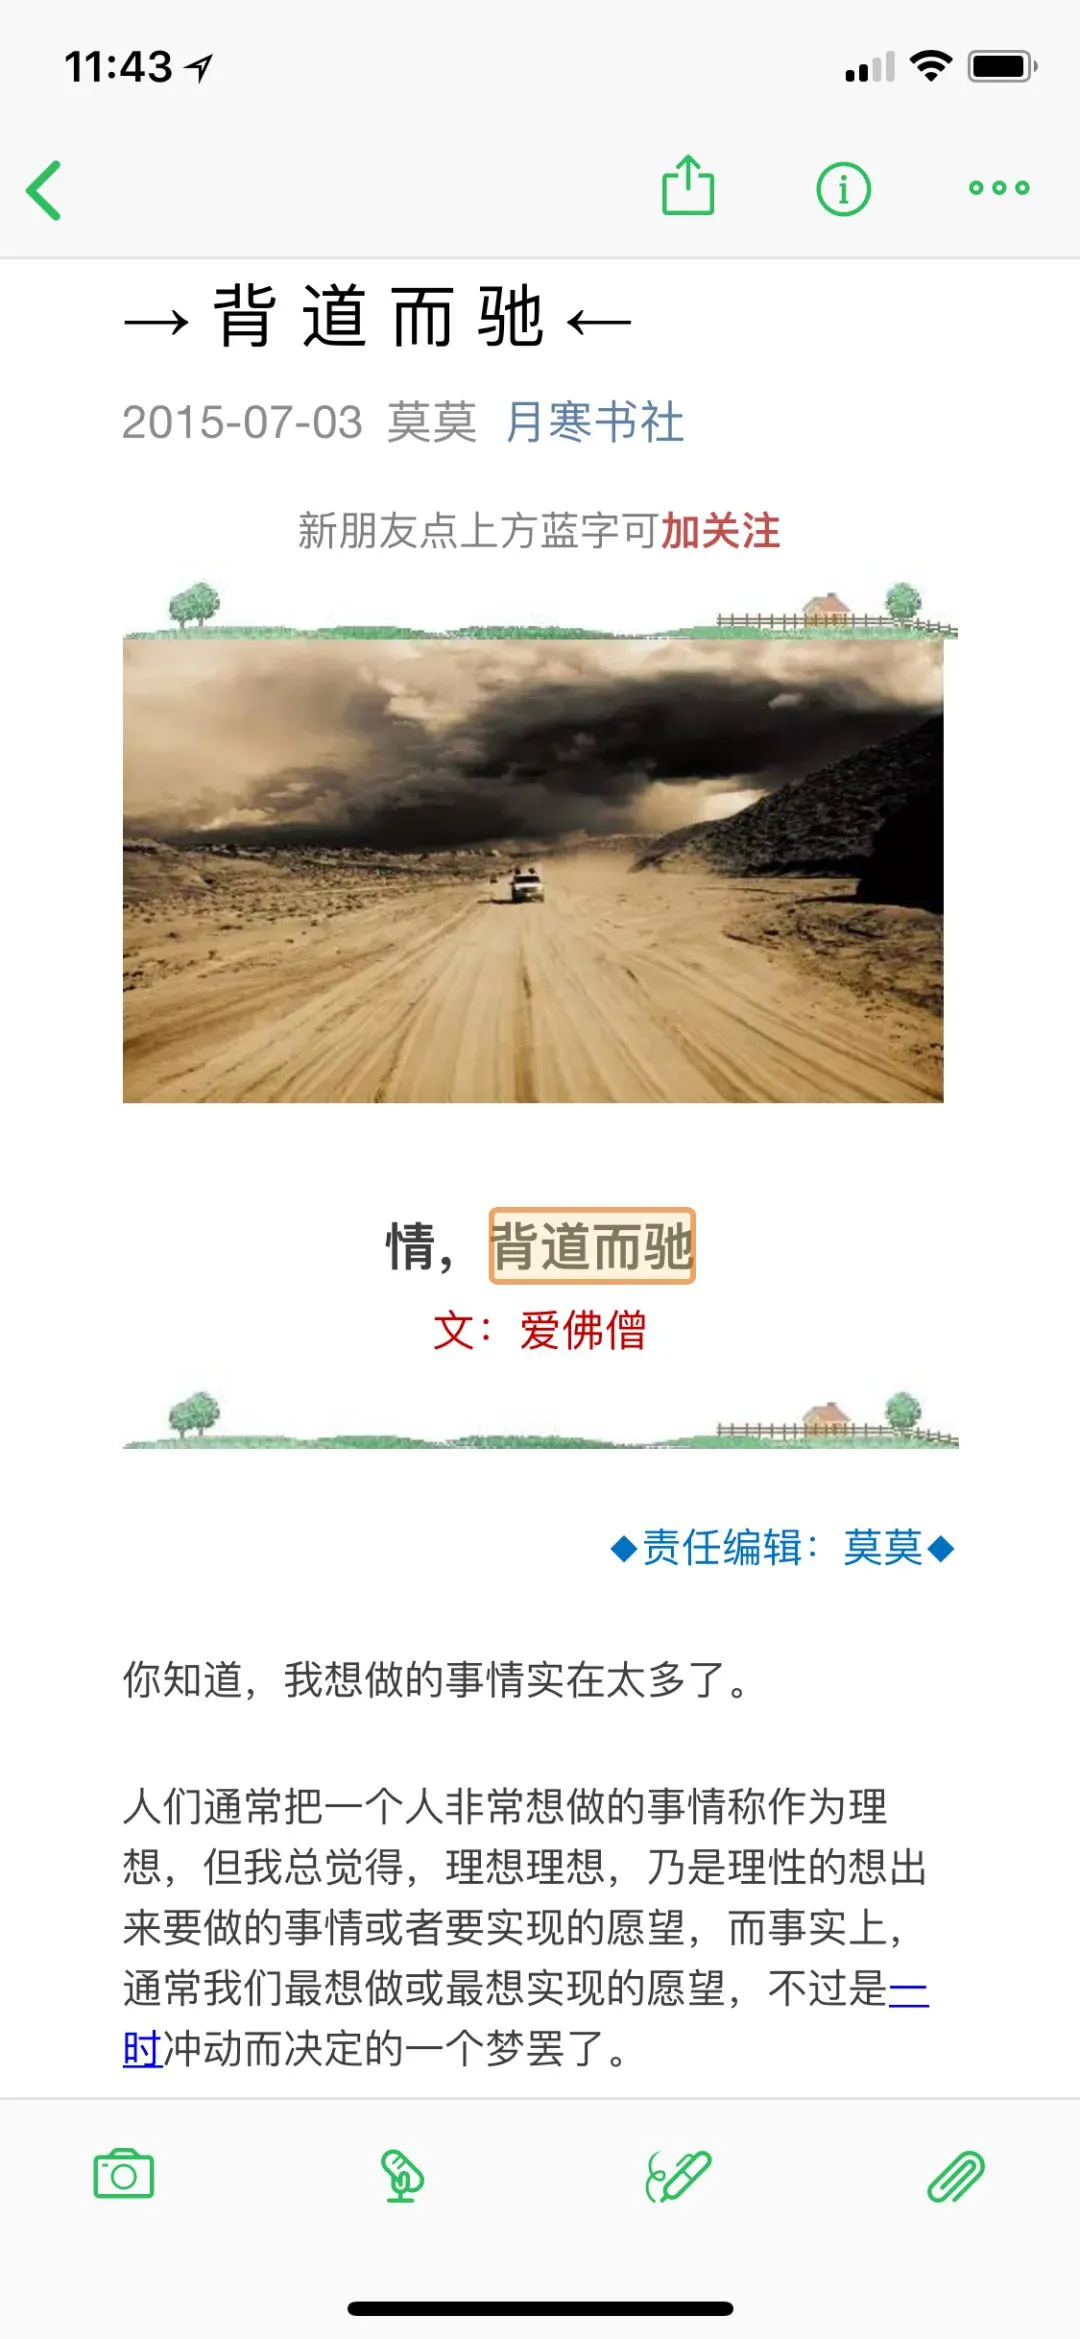 11:43
→背道而驰←
2015-07-03 莫莫 月寒书社
新朋友点上方蓝字可加关注
情，背道而驰
文：爱佛僧
◆责任编辑：莫莫◆
你知道，我想做的事情实在太多了。
人们通常把一个人非常想做的事情称作为理
想，但我总觉得，理想理想，乃是理性的想出
来要做的事情或者要实现的愿望，而事实上，
通常我们最想做或最想实现的愿望，不过是一
时冲动而决定的一个梦罢了。